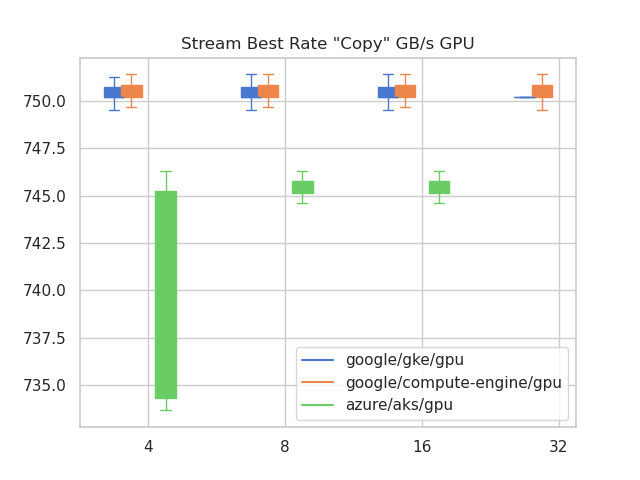 Stream Best Rate "Copy" GB/s GPU
750.0
747.5
745.0
742.5
740.0
737.5
735.0
google/gke/gpu
google/compute-engine/gpu
azure/aks/gpu
4 8 16 32